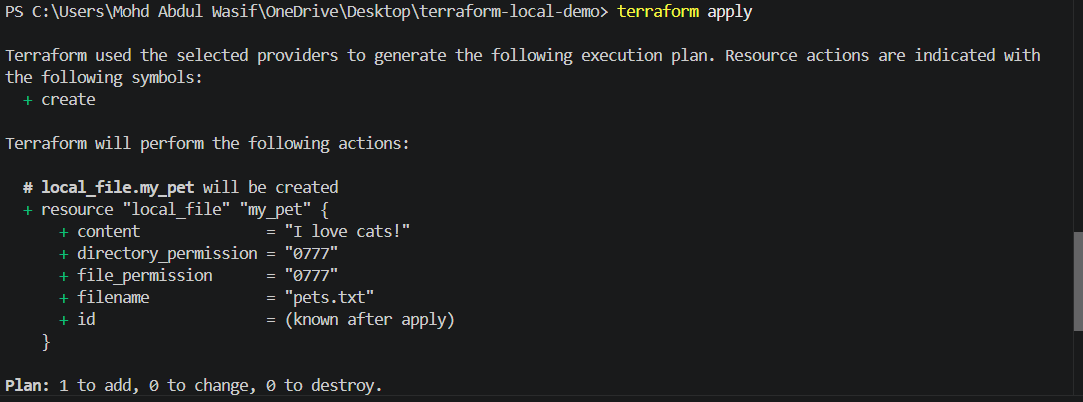 PS C:\Users\Mohd Abdul Wasif\OneDrive\Desktop\terraform-local-demo> terraform apply
Terraform used the selected providers to generate the following execution plan. Resource actions are indicated with
the following symbols:
  + create
Terraform will perform the following actions:
  # local_file.my_pet will be created
  + resource "local_file" "my_pet" {
      + content              = "I love cats!"
      + directory_permission = "0777"
      + file_permission      = "0777"
      + filename             = "pets.txt"
      + id                   = (known after apply)
    }
Plan: 1 to add, 0 to change, 0 to destroy.